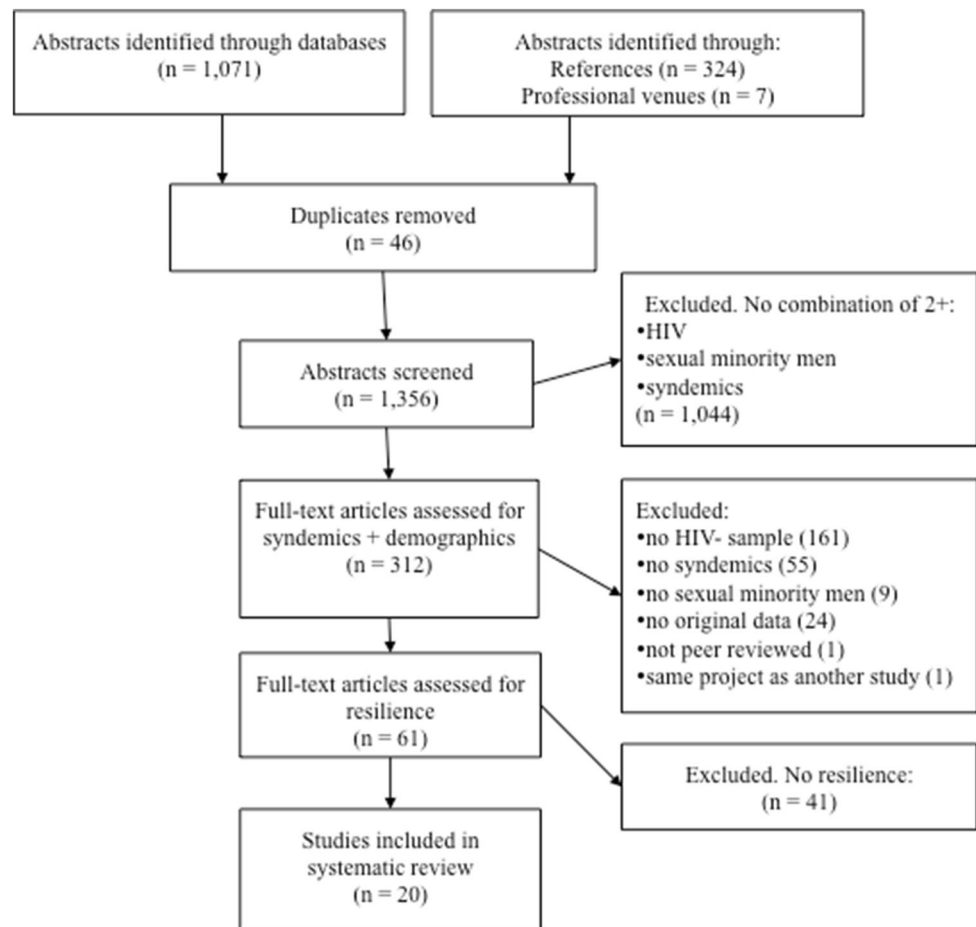 Abstracts identified through databases
(n = 1,071)
Abstracts identified through:
References (n = 324)
Professional venues (n = 7)
Duplicates removed
(n = 46)
Abstracts screened
(n = 1,356)
Excluded. No combination of 2+:
•HIV
•sexual minority men
•syndemics
(n = 1,044)
Full-text articles assessed for
syndemics + demographics
(n = 312)
Excluded:
•no HIV- sample (161)
•no syndemics (55)
•no sexual minority men (9)
•no original data (24)
•not peer reviewed (1)
•same project as another study (1)
Full-text articles assessed for
resilience
(n = 61)
Excluded. No resilience:
(n = 41)
Studies included in
systematic review
(n = 20)